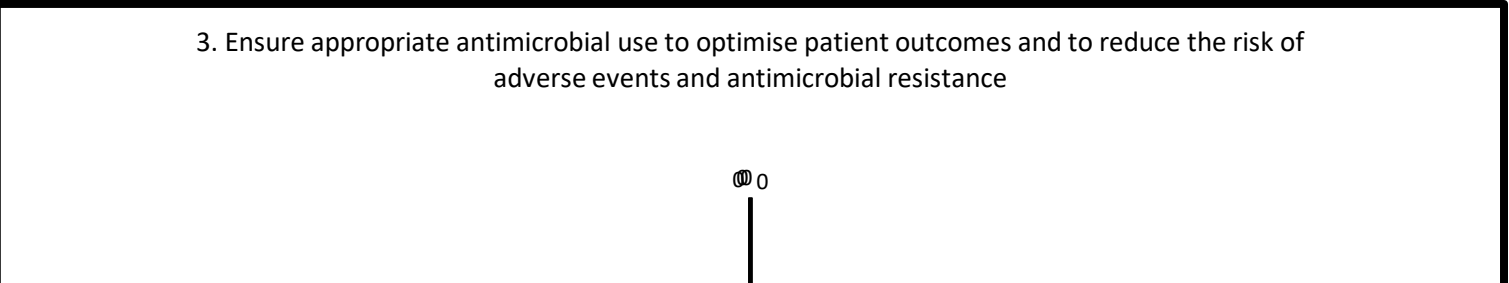 3. Ensure appropriate antimicrobial use to optimise patient outcomes and to reduce the risk of
adverse events and antimicrobial resistance
0